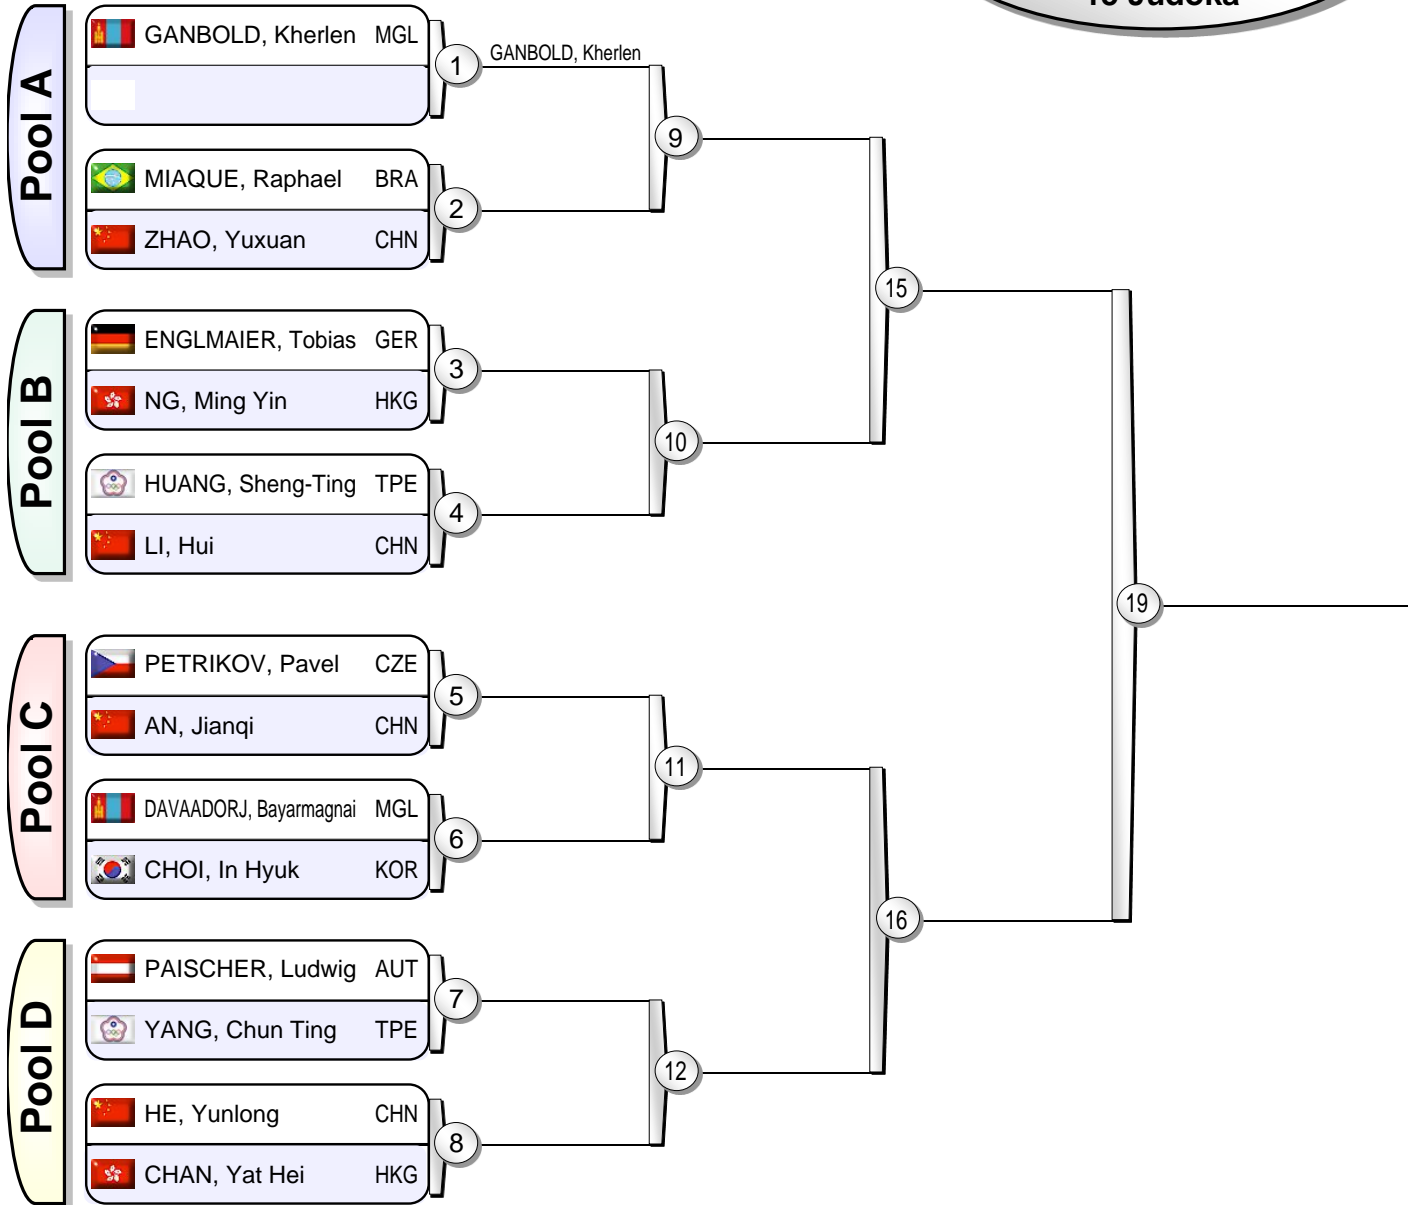 Judoka
Pool A
GANBOLD, Kherlen MGL
1
GANBOLD, Kherlen
9
MIAQUE, Raphael BRA
2
ZHAO, Yuxuan CHN
15
Pool B
ENGLMAIER, Tobias GER
3
NG, Ming Yin HKG
10
HUANG, Sheng-Ting TPE
4
LI, Hui CHN
19
Pool C
PETRIKOV, Pavel CZE
5
AN, Jianqi CHN
11
DAVAADORJ, Bayarmagnai MGL
6
CHOI, In Hyuk KOR
16
Pool D
PAISCHER, Ludwig AUT
7
YANG, Chun Ting TPE
12
HE, Yunlong CHN
8
CHAN, Yat Hei HKG